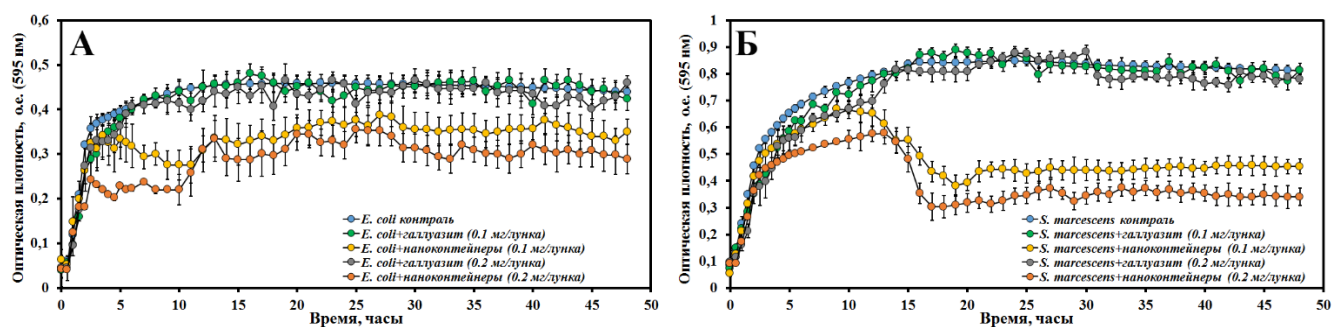 А
Оптическая плотность, о.е. (595 нм)
0,6
0,5
0,4
0,3
0,2
0,1
0
0 5 10 15 20 25 30 35 40 45 50
Время, часы
E. coli контроль
E. coli+галлуазит (0.1 мг/лунка)
E. coli+наноконтейнеры (0.1 мг/лунка)
E. coli+галлуазит (0.2 мг/лунка)
E. coli+наноконтейнеры (0.2 мг/лунка)
Б
Оптическая плотность, о.е. (595 нм)
1
0,9
0,8
0,7
0,6
0,5
0,4
0,3
0,2
0,1
0
0 5 10 15 20 25 30 35 40 45 50
Время, часы
S. marcescens контроль
S. marcescens+галлуазит (0.1 мг/лунка)
S. marcescens+наноконтейнеры (0.1 мг/лунка)
S. marcescens+галлуазит (0.2 мг/лунка)
S. marcescens+наноконтейнеры (0.2 мг/лунка)